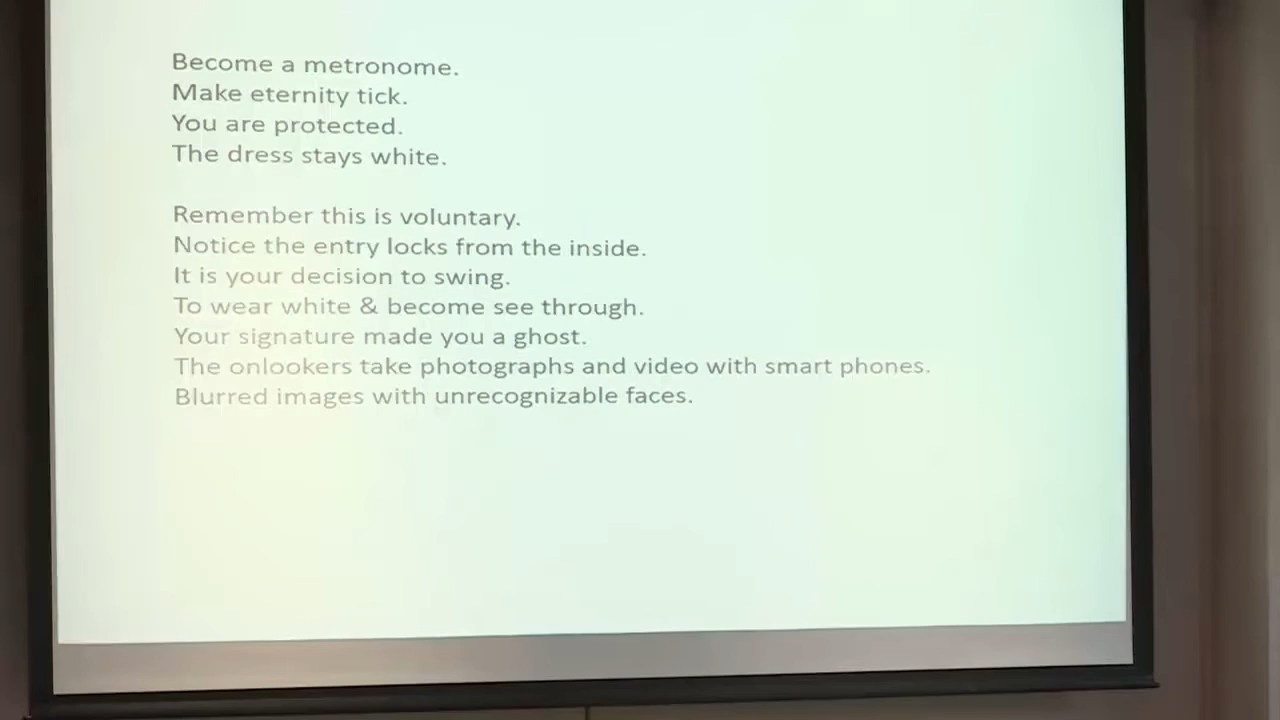 Become a metronome.
Make eternity tick.
You are protected.
The dress stays white.
Remember this is voluntary.
Notice the entry locks from the inside.
It is your decision to swing.
To wear white & become see through.
Your signature made you a ghost.
The onlookers take photographs and video with smart phones.
Blurred images with unrecognizable faces.